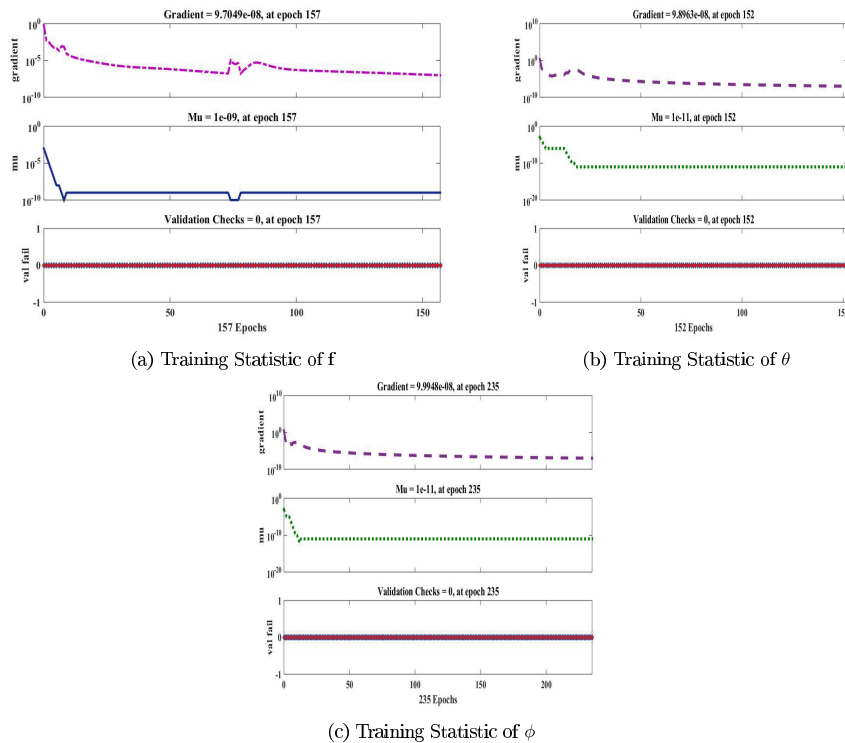 Gradient = 9.7049e-08, at epoch 157
10^0
10^-5
10^-10
gradient
Mu = 1e-09, at epoch 157
10^0
10^-5
10^-10
mu
Validation Checks = 0, at epoch 157
1
0
-1
val fail
0 50 100 150
157 Epochs
(a) Training Statistic of f
Gradient = 9.8963e-08, at epoch 152
10^10
10^0
10^-10
gradient
Mu = 1e-11, at epoch 152
10^0
10^-10
10^-20
mu
Validation Checks = 0, at epoch 152
1
0
-1
val fail
0 50 100 150
152 Epochs
(b) Training Statistic of θ
Gradient = 9.9948e-08, at epoch 235
10^10
10^0
10^-10
gradient
Mu = 1e-11, at epoch 235
10^0
10^-10
10^-20
mu
Validation Checks = 0, at epoch 235
1
0
-1
val fail
0 50 100 150 200
235 Epochs
(c) Training Statistic of ϕ